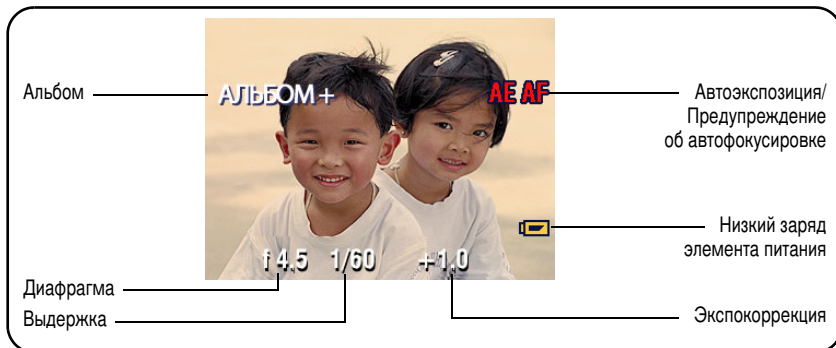 Альбом
АЛЬБОМ +
AE AF
Автоэкспозиция/
Предупреждение
об автофокусировке
Низкий заряд
элемента питания
f 4.5 1/60 +1.0
Диафрагма
Выдержка
Экспокоррекция